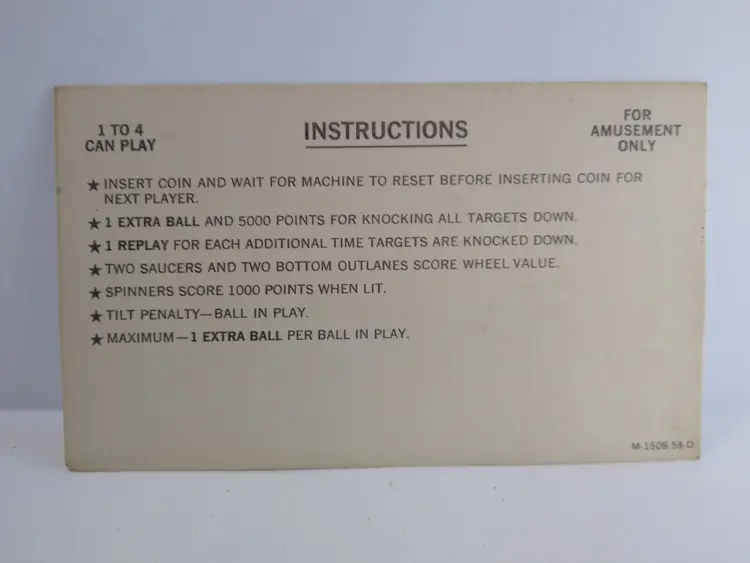 1 TO 4
CAN PLAY
INSTRUCTIONS
FOR
AMUSEMENT
ONLY
★ INSERT COIN AND WAIT FOR MACHINE TO RESET BEFORE INSERTING COIN FOR
NEXT PLAYER.
★ 1 EXTRA BALL AND 5000 POINTS FOR KNOCKING ALL TARGETS DOWN.
★ 1 REPLAY FOR EACH ADDITIONAL TIME TARGETS ARE KNOCKED DOWN.
★ TWO SAUCERS AND TWO BOTTOM OUTLANES SCORE WHEEL VALUE.
★ SPINNERS SCORE 1000 POINTS WHEN LIT.
★ TILT PENALTY—BALL IN PLAY.
★ MAXIMUM—1 EXTRA BALL PER BALL IN PLAY.
M-1508-58-D